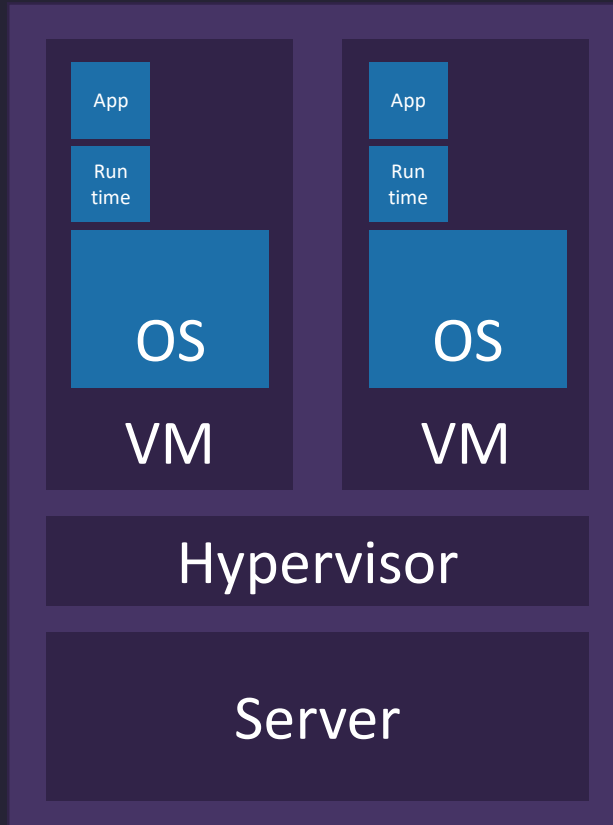 App
Run
time
OS
VM
App
Run
time
OS
VM
Hypervisor
Server